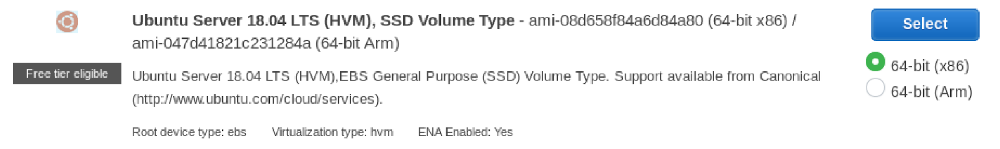 Ubuntu Server 18.04 LTS (HVM), SSD Volume Type - ami-08d658f84a6d84a80 (64-bit x86) /
ami-047d41821c231284a (64-bit Arm)
Select
64-bit (x86)
64-bit (Arm)
Free tier eligible
Ubuntu Server 18.04 LTS (HVM),EBS General Purpose (SSD) Volume Type. Support available from Canonical
(http://www.ubuntu.com/cloud/services).
Root device type: ebs Virtualization type: hvm ENA Enabled: Yes